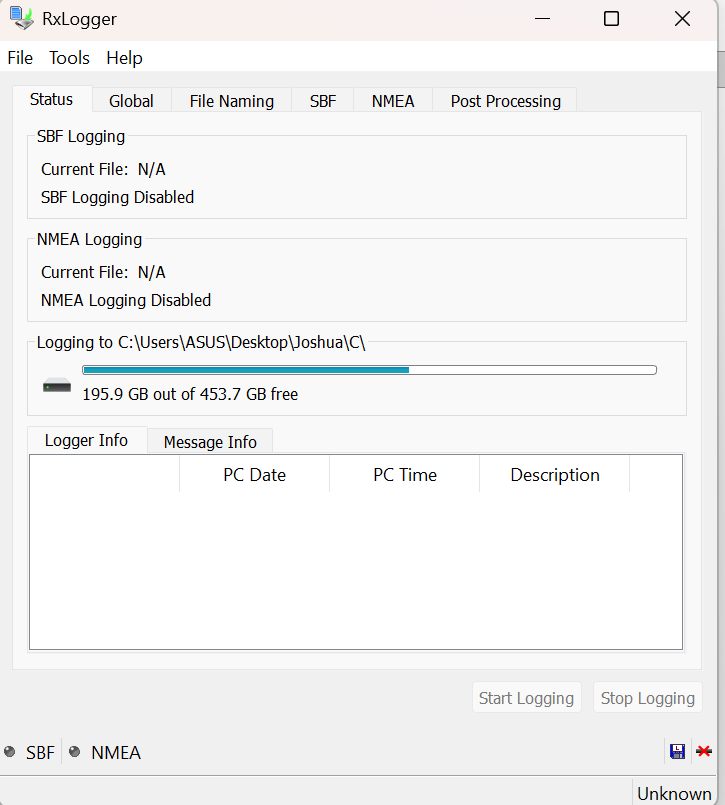 RxLogger
File Tools Help
Status Global File Naming SBF NMEA Post Processing
SBF Logging
Current File: N/A
SBF Logging Disabled
NMEA Logging
Current File: N/A
NMEA Logging Disabled
Logging to C:\Users\ASUS\Desktop\Joshua\C\
195.9 GB out of 453.7 GB free
Logger Info Message Info
PC Date PC Time Description
Start Logging Stop Logging
SBF NMEA
Unknown